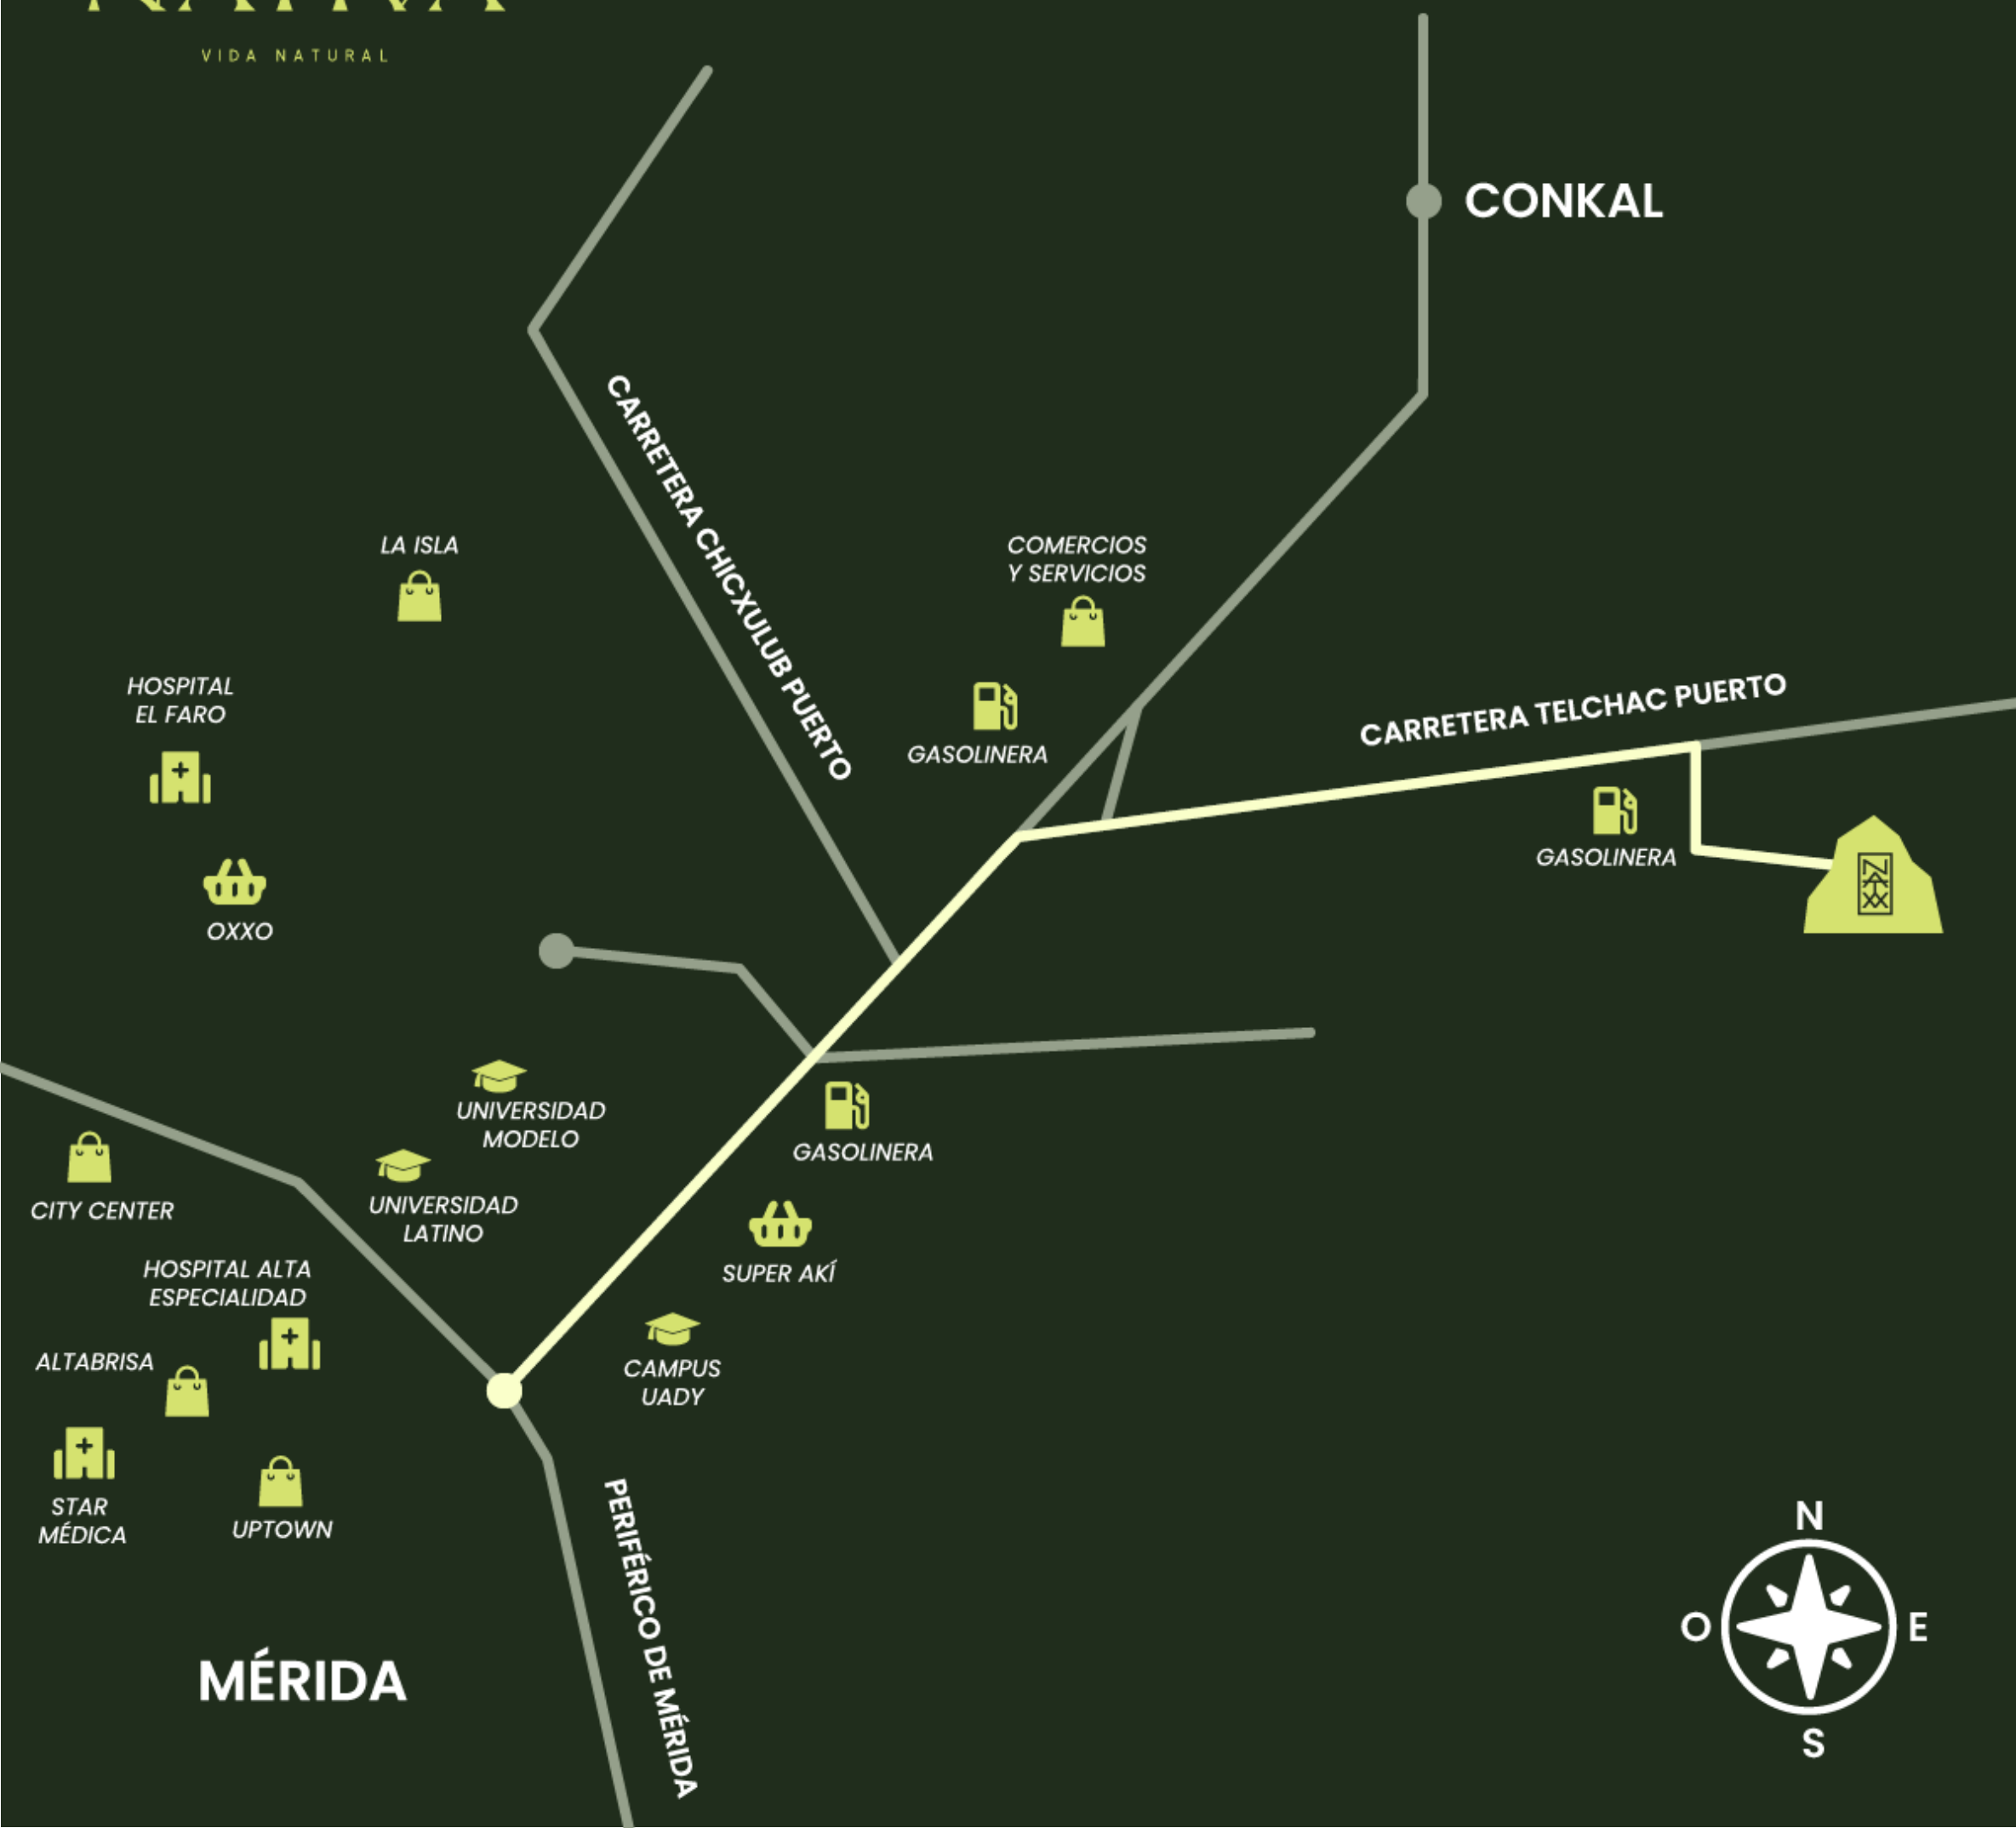 VIDA NATURAL
CONKAL
CARRETERA CHICXULUB PUERTO
LA ISLA
COMERCIOS
Y SERVICIOS
HOSPITAL
EL FARO
GASOLINERA
CARRETERA TELCHAC PUERTO
GASOLINERA
OXXO
UNIVERSIDAD
MODELO
GASOLINERA
CITY CENTER
UNIVERSIDAD
LATINO
HOSPITAL ALTA
ESPECIALIDAD
SUPER AKÍ
ALTABRISA
CAMPUS
UADY
STAR
MÉDICA
UPTOWN
PERIFÉRICO DE MÉRIDA
MÉRIDA
N
O
E
S